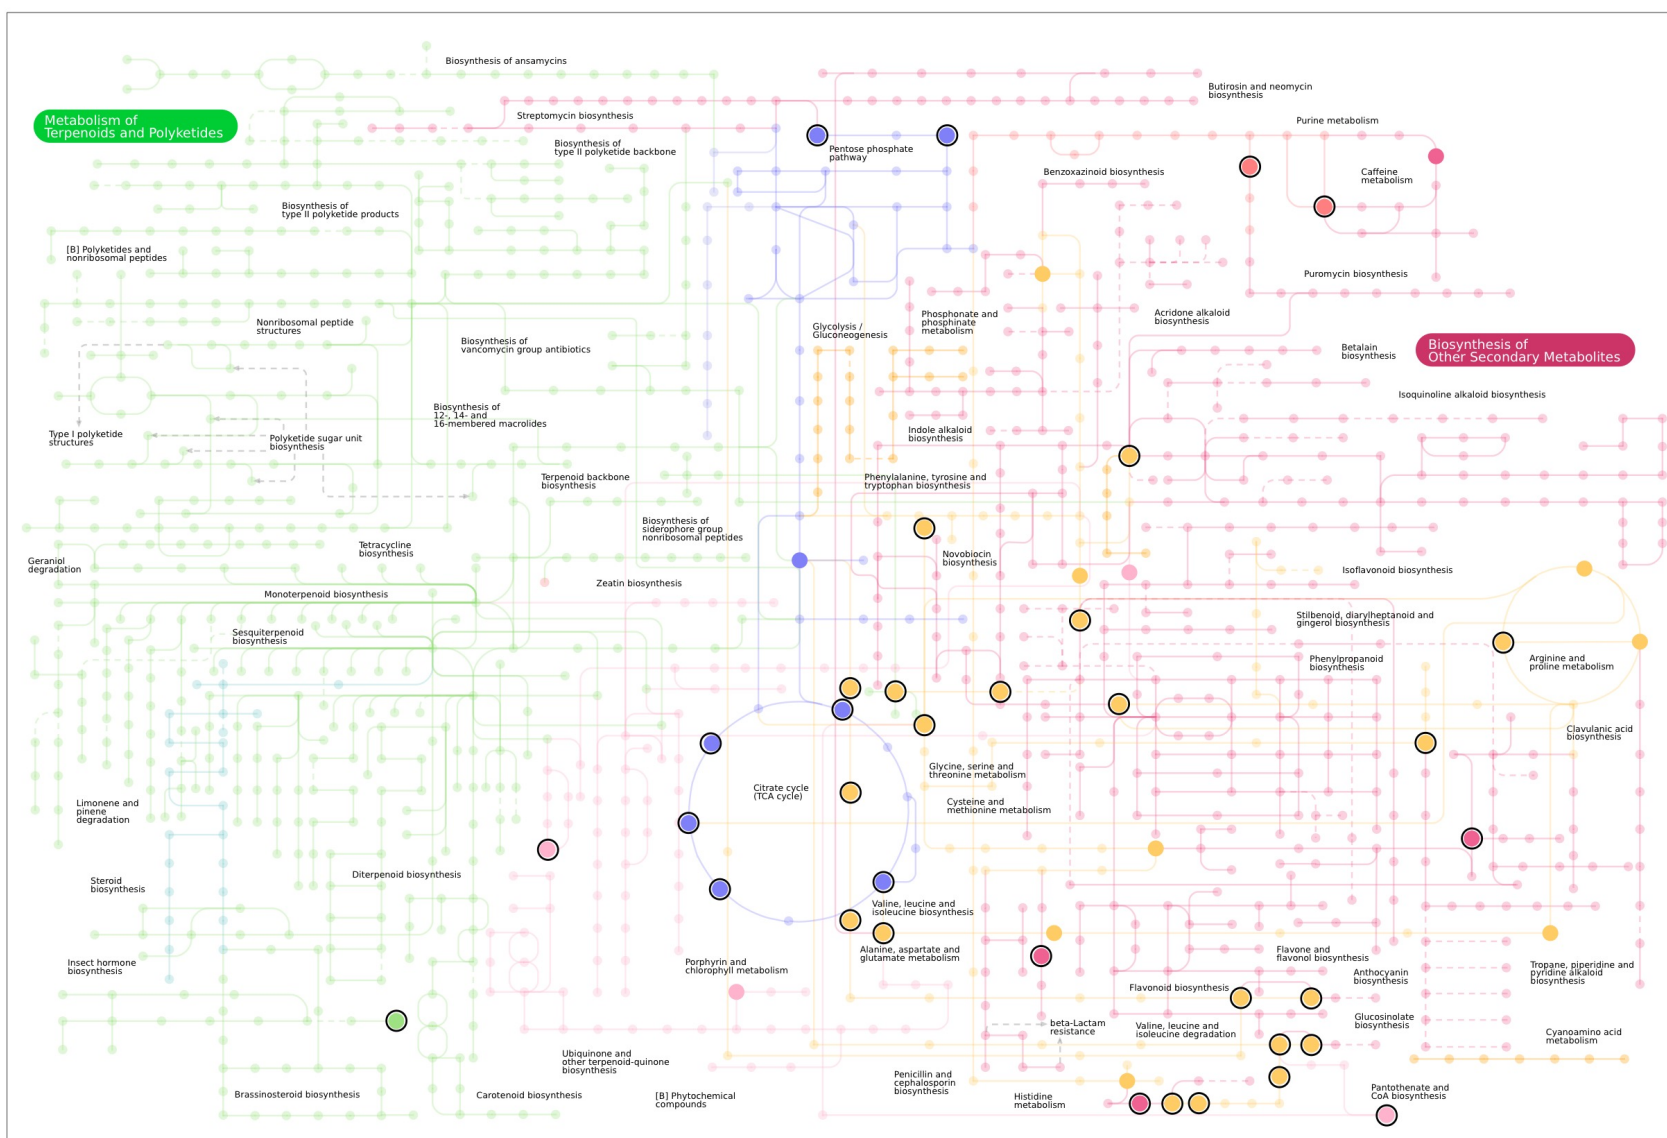 Biosynthesis of ansamycins
Butirosin and neomycin
biosynthesis
Metabolism of
Terpenoids and Polyketides
Streptomycin biosynthesis
Purine metabolism
Biosynthesis of
type II polyketide backbone
Pentose phosphate
pathway
Benzoxazinoid biosynthesis
Caffeine
metabolism
Biosynthesis of
type II polyketide products
[B] Polyketides and
nonribosomal peptides
Puromycin biosynthesis
Nonribosomal peptide
structures
Glycolysis /
Gluconeogenesis
Phosphonate and
phosphinate
metabolism
Acridone alkaloid
biosynthesis
Biosynthesis of
vancomycin group antibiotics
Betalain
biosynthesis
Biosynthesis of
Other Secondary Metabolites
Isoquinoline alkaloid biosynthesis
Biosynthesis of
12-, 14- and
16-membered macrolides
Type I polyketide
structures
Polyketide sugar unit
biosynthesis
Indole alkaloid
biosynthesis
Terpenoid backbone
biosynthesis
Phenylalanine, tyrosine and
tryptophan biosynthesis
Biosynthesis of
siderophore group
nonribosomal peptides
Tetracycline
biosynthesis
Geraniol
degradation
Novobiocin
biosynthesis
Isoflavonoid biosynthesis
Zeatin biosynthesis
Monoterpenoid biosynthesis
Stilbenoid, diarylheptanoid and
gingerol biosynthesis
Sesquiterpenoid
biosynthesis
Phenylpropanoid
biosynthesis
Arginine and
proline metabolism
Clavulanic acid
biosynthesis
Glycine, serine and
threonine metabolism
Citrate cycle
(TCA cycle)
Cysteine and
methionine metabolism
Limonene and
pinene
degradation
Diterpenoid biosynthesis
Steroid
biosynthesis
Valine, leucine and
isoleucine biosynthesis
Alanine, aspartate and
glutamate metabolism
Flavone and
flavonol biosynthesis
Insect hormone
biosynthesis
Porphyrin and
chlorophyll metabolism
Anthocyanin
biosynthesis
Tropane, piperidine and
pyridine alkaloid
biosynthesis
Flavonoid biosynthesis
Glucosinolate
biosynthesis
beta-Lactam
resistance
Valine, leucine and
isoleucine degradation
Cyanoamino acid
metabolism
Ubiquinone and
other terpenoid-quinone
biosynthesis
Penicillin and
cephalosporin
biosynthesis
Pantothenate and
CoA biosynthesis
Brassinosteroid biosynthesis
Carotenoid biosynthesis
[B] Phytochemical
compounds
Histidine
metabolism